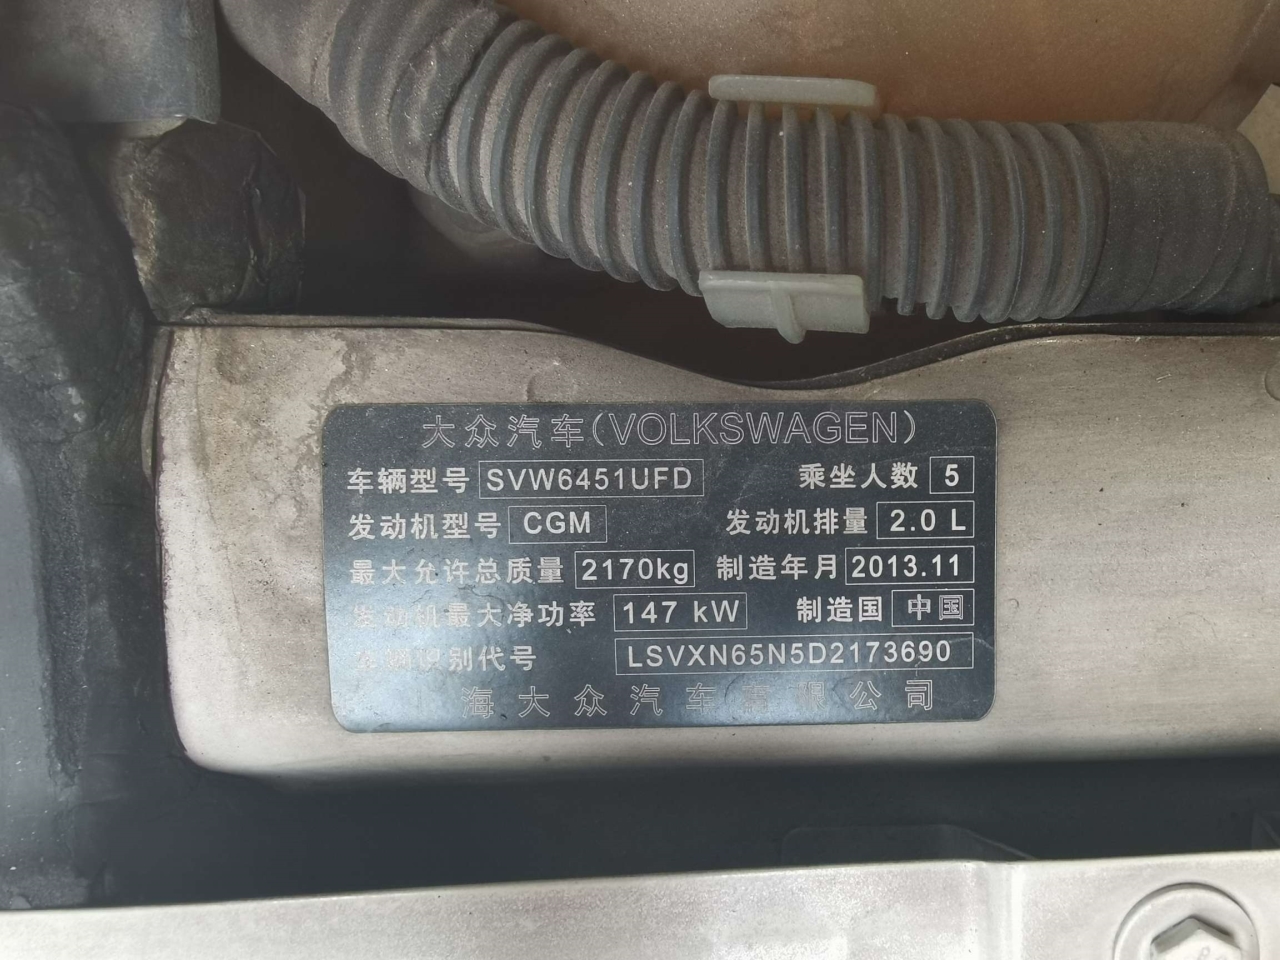 大众汽车(VOLKSWAGEN)
车辆型号 SVW6451UFD 乘坐人数 5
发动机型号 CGM 发动机排量 2.0 L
最大允许总质量 2170kg 制造年月 2013.11
发动机最大净功率 147 kW 制造国 中国
车辆识别代号 LSVXN65N5D2173690
海大众汽车有限公司